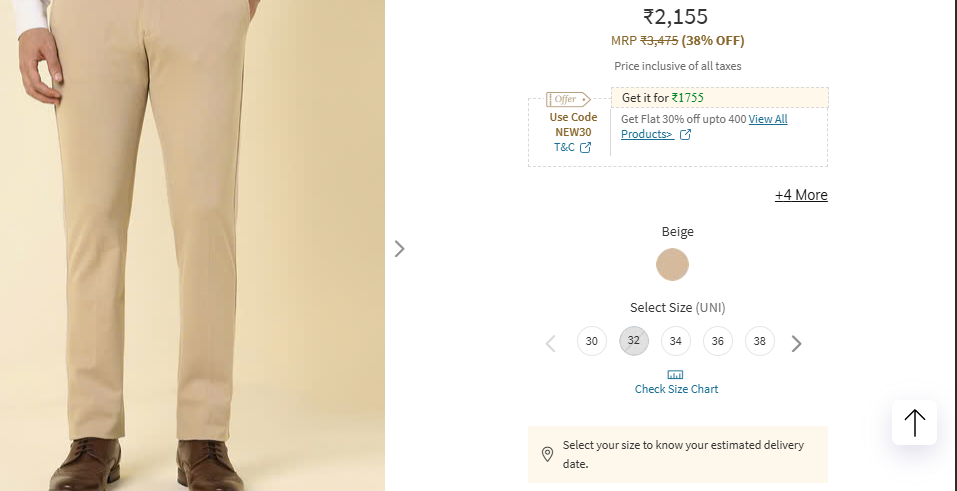 ₹2,155
MRP ₹3,475 (38% OFF)
Price inclusive of all taxes
Offer
Use Code
NEW30
T&C
Get it for ₹1755
Get Flat 30% off upto 400 View All
Products>
+4 More
Beige
Select Size (UNI)
30 32 34 36 38
Check Size Chart
Select your size to know your estimated delivery
date.